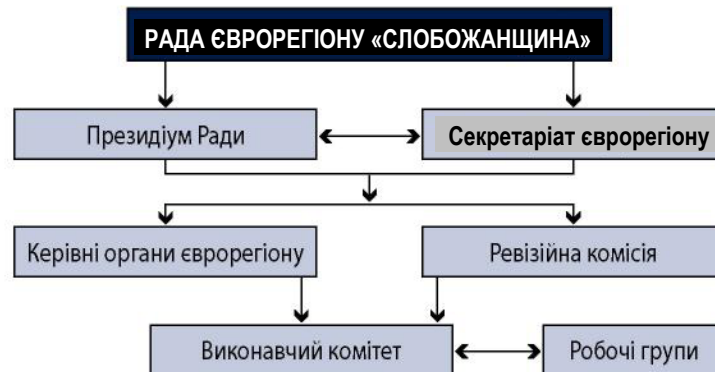 РАДА ЄВРОРЕГІОНУ «СЛОБОЖАНЩИНА»
Президіум Ради
Секретаріат єврорегіону
Керівні органи єврорегіону
Ревізійна комісія
Виконавчий комітет
Робочі групи